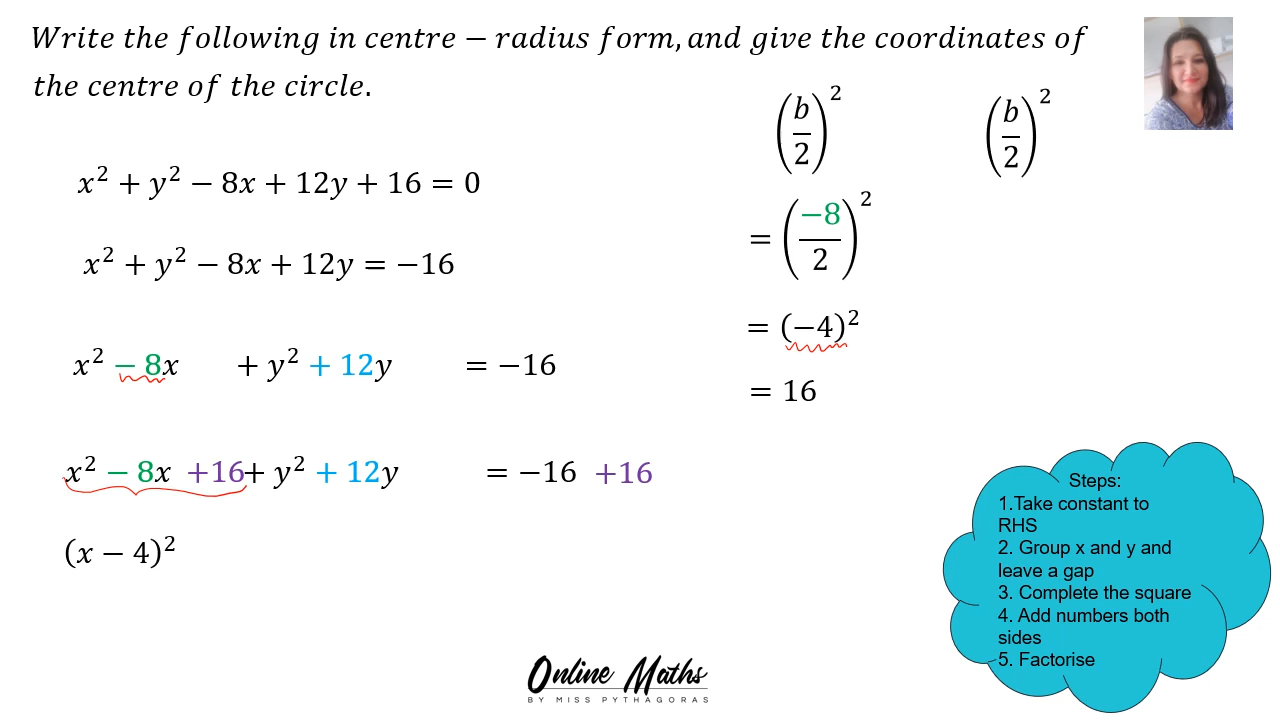 Write the following in centre − radius form, and give the coordinates of
the centre of the circle.
x² + y² − 8x + 12y + 16 = 0
x² + y² − 8x + 12y = −16
x² − 8x + y² + 12y = −16
x² − 8x +16+ y² + 12y = −16 +16
(x − 4)²
(b/2)²
= (−8/2)²
= (−4)²
= 16
(b/2)²
Steps:
1.Take constant to
RHS
2. Group x and y and
leave a gap
3. Complete the square
4. Add numbers both
sides
5. Factorise
Online Maths
BY MISS PYTHAGORAS